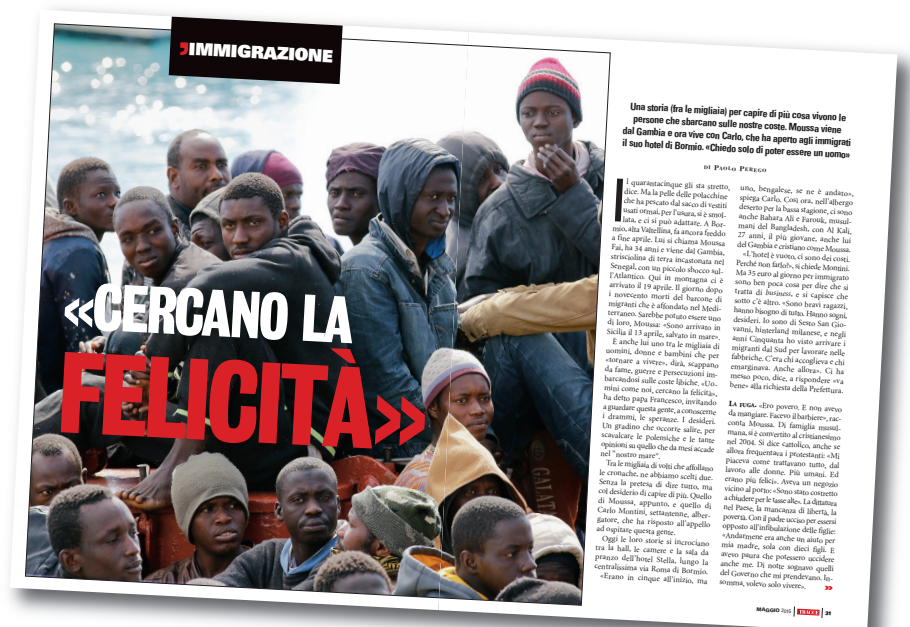 ’IMMIGRAZIONE
«CERCANO LA
FELICITÀ»
Una storia (fra le migliaia) per capire di più cosa vivono le
persone che sbarcano sulle nostre coste. Moussa viene
dal Gambia e ora vive con Carlo, che ha aperto agli immigrati
il suo hotel di Bormio. «Chiedo solo di poter essere un uomo»
DI PAOLO PEREGO
Il quarantacinque gli sta stretto,
dice. Ma la pelle delle polacchine
che ha pescato dal sacco di vestiti
usati ormai, per l'usura, si è smol-
lata, e ci si può adattare. A Bor-
mio, alta Valtellina, fa ancora freddo
a fine aprile. Lui si chiama Moussa
Fai, ha 34 anni e viene dal Gambia,
strisciolina di terra incastonata nel
Senegal, con un piccolo sbocco sul-
l'Atlantico. Qui in montagna ci è
arrivato il 19 aprile. Il giorno dopo
i novecento morti del barcone di
migranti che è affondato nel Medi-
terraneo. Sarebbe potuto essere uno
di loro, Moussa: «Sono arrivato in
Sicilia il 13 aprile, salvato in mare».
È anche lui uno tra le migliaia di
uomini, donne e bambini che per
«tornare a vivere», dirà, scappano
da fame, guerre e persecuzioni im-
barcandosi sulle coste libiche. «Uo-
mini come noi, cercano la felicità»,
ha detto papa Francesco, invitando
a guardare questa gente, a conoscerne
i drammi, le speranze. I desideri.
Un gradino che occorre salire, per
scavalcare le polemiche e le tante
opinioni su quello che da mesi accade
nel "nostro mare".
Tra le migliaia di volti che affollano
le cronache, ne abbiamo scelti due.
Senza la pretesa di dire tutto, ma
col desiderio di capire di più. Quello
di Moussa, appunto, e quello di
Carlo Montini, settantenne, alber-
gatore, che ha risposto all'appello
ad ospitare questa gente.
Oggi le loro storie si incrociano
tra la hall, le camere e la sala da
pranzo dell'hotel Stella, lungo la
centralissima via Roma di Bormio.
«Erano in cinque all'inizio, ma
uno, bengalese, se ne è andato»,
spiega Carlo. Così ora, nell'albergo
deserto per la bassa stagione, ci sono
anche Bahara Ali e Farouk, musul-
mani del Bangladesh, con Al Kali,
27 anni, il più giovane, anche lui
del Gambia e cristiano come Moussa.
«L'hotel è vuoto, ci sono dei costi.
Perché non farlo?», si chiede Montini.
Ma 35 euro al giorno per immigrato
sono ben poca cosa per dire che si
tratta di business, e si capisce che
sotto c'è altro. «Sono bravi ragazzi,
hanno bisogno di tutto. Hanno sogni,
desideri. Io sono di Sesto San Gio-
vanni, hinterland milanese, e negli
anni Cinquanta ho visto arrivare i
migranti dal Sud per lavorare nelle
fabbriche. C'era chi accoglieva e chi
emarginava. Anche allora». Ci ha
messo poco, dice, a rispondere «va
bene» alla richiesta della Prefettura.
LA FUGA. «Ero povero. E non avevo
da mangiare. Facevo il barbiere», rac-
conta Moussa. Di famiglia musul-
mana, si è convertito al cristianesimo
nel 2004. Si dice cattolico, anche se
allora frequentava i protestanti: «Mi
piaceva come trattavano tutto, dal
lavoro alle donne. Più umani. Ed
erano più felici». Aveva un negozio
vicino al porto: «Sono stato costretto
a chiudere per le tasse alte». La dittatura
nel Paese, la mancanza di libertà, la
povertà. Con il padre ucciso per essersi
opposto all'infibulazione delle figlie:
«Andarmene era anche un aiuto per
mia madre, sola con dieci figli. E
avevo paura che potessero uccidere
anche me. Di notte sognavo quelli
del Governo che mi prendevano. In-
somma, volevo solo vivere». »
MAGGIO 2015 | TRACCE | 31